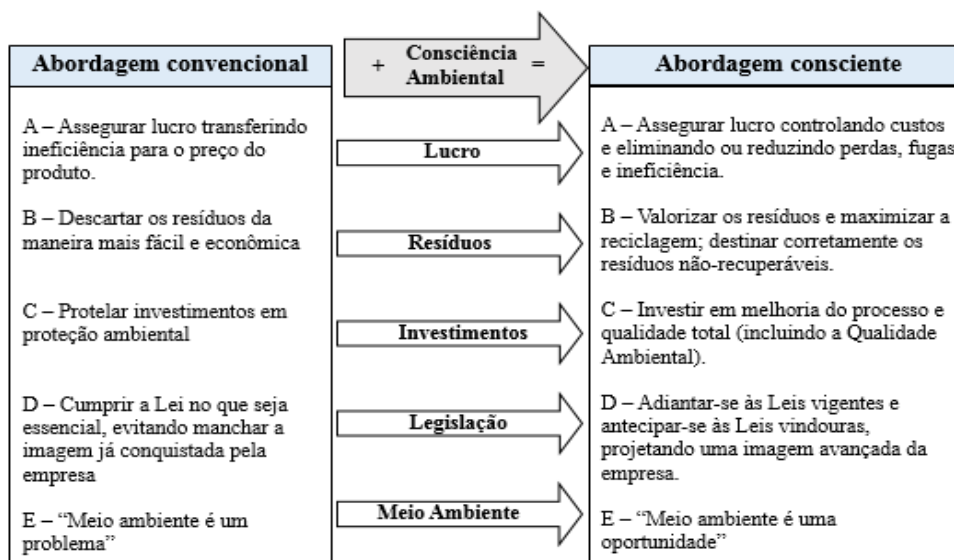 Abordagem convencional
+ Consciência =
Ambiental
Abordagem consciente
A – Assegurar lucro transferindo
ineficiência para o preço do
produto.
Lucro
A – Assegurar lucro controlando custos
e eliminando ou reduzindo perdas, fugas
e ineficiência.
B – Descartar os resíduos da
maneira mais fácil e econômica
Resíduos
B – Valorizar os resíduos e maximizar a
reciclagem; destinar corretamente os
resíduos não-recuperáveis.
C – Protelar investimentos em
proteção ambiental
Investimentos
C – Investir em melhoria do processo e
qualidade total (incluindo a Qualidade
Ambiental).
D – Cumprir a Lei no que seja
essencial, evitando manchar a
imagem já conquistada pela
empresa
Legislação
D – Adiantar-se às Leis vigentes e
antecipar-se às Leis vindouras,
projetando uma imagem avançada da
empresa.
E – “Meio ambiente é um
problema”
Meio Ambiente
E – “Meio ambiente é uma
oportunidade”